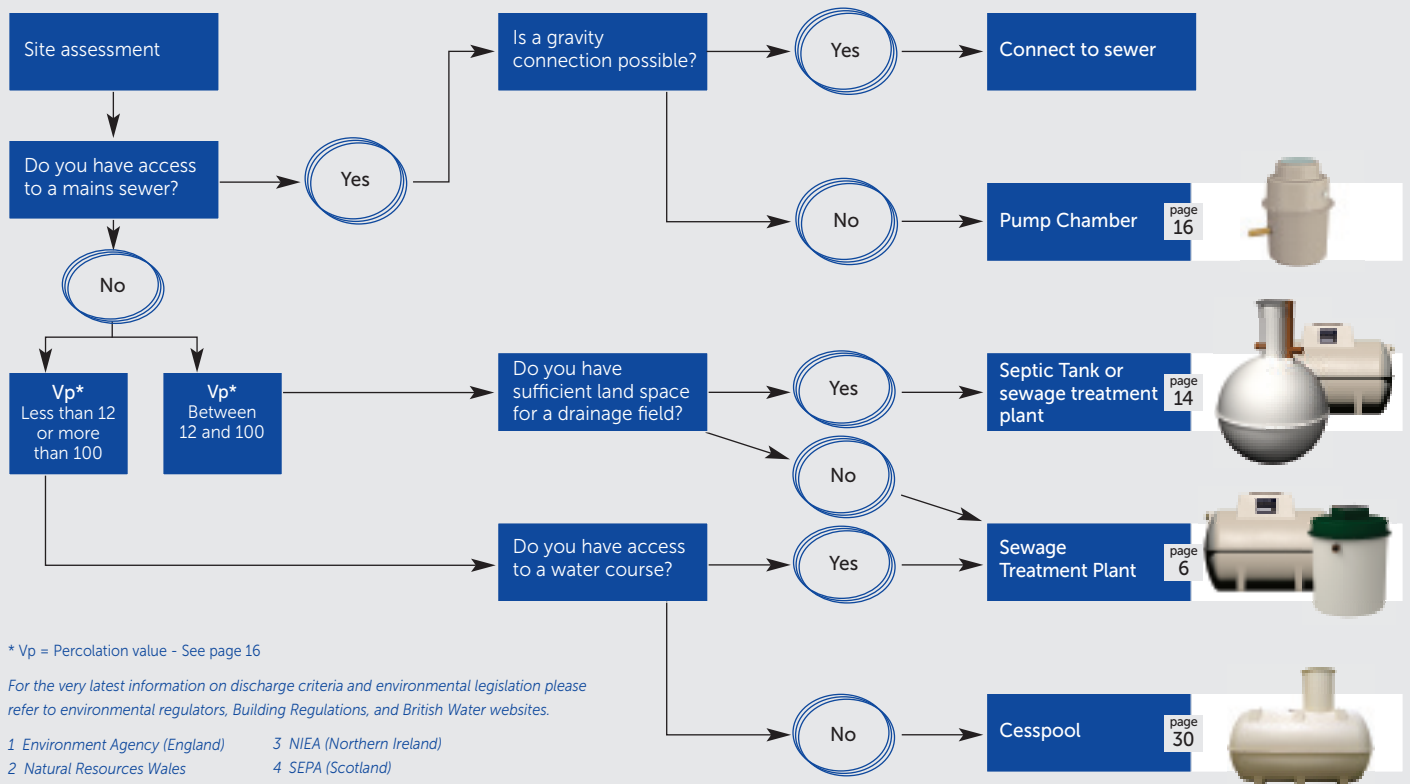 Site assessment
Is a gravity
connection possible?
Yes
Connect to sewer
Do you have access
to a mains sewer?
Yes
No
Pump Chamber
page
16
No
Vp*
Less than 12
or more
than 100
Vp*
Between
12 and 100
Do you have
sufficient land space
for a drainage field?
Yes
Septic Tank or
sewage treatment
plant
page
14
No
Do you have access
to a water course?
Yes
Sewage
Treatment Plant
page
6
No
Cesspool
page
30
* Vp = Percolation value - See page 16
For the very latest information on discharge criteria and environmental legislation please
refer to environmental regulators, Building Regulations, and British Water websites.
1 Environment Agency (England)
2 Natural Resources Wales
3 NIEA (Northern Ireland)
4 SEPA (Scotland)